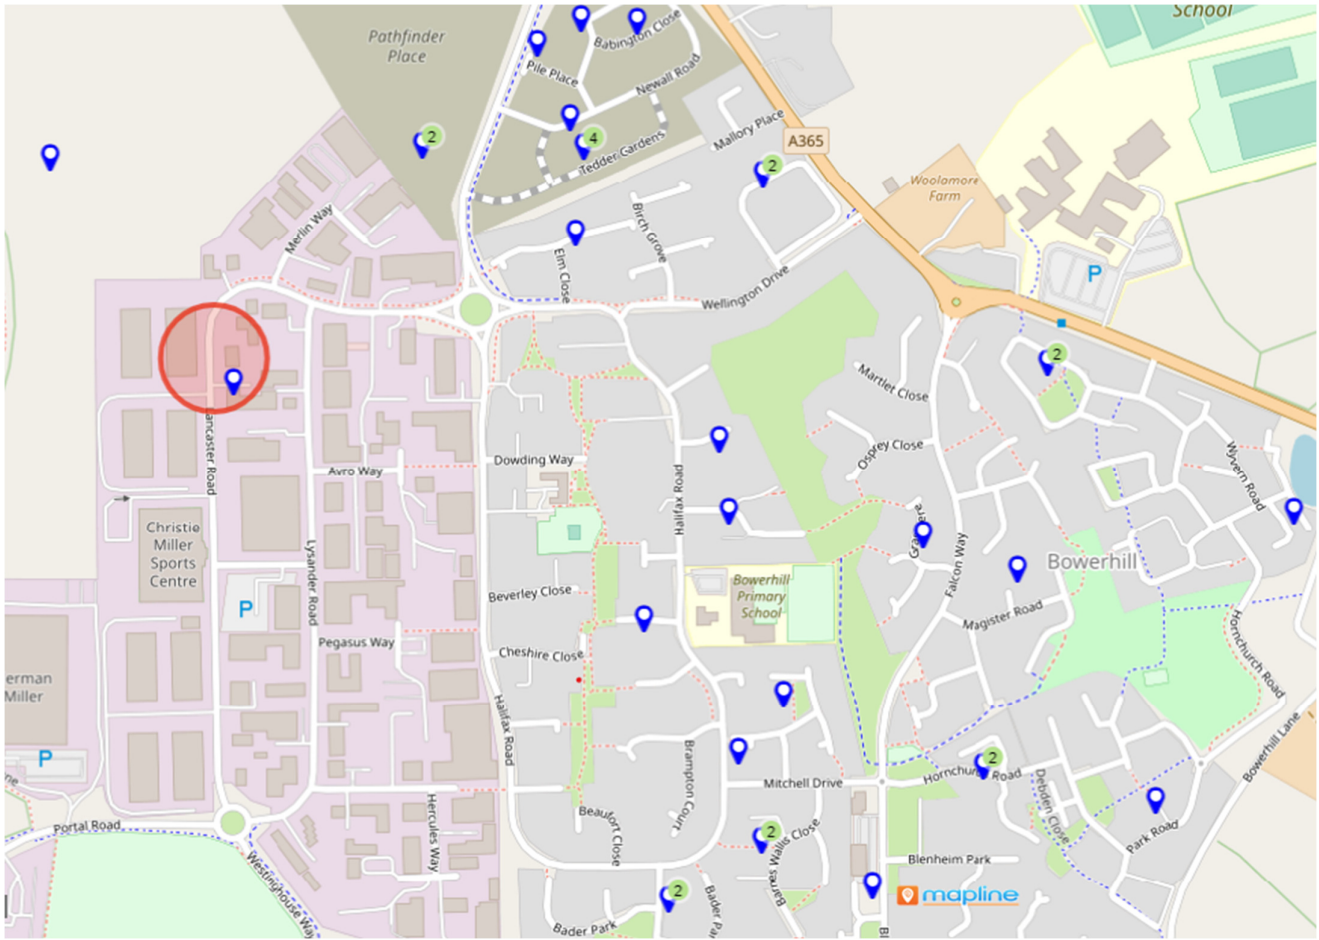 School
Pathfinder
Place
Babington Close
Pile Place
Newall Road
2
4
Mallory Place
A365
Tedder Gardens
2
Woolamore
Farm
Merlin Way
Birch Grove
Elm Close
P
Wellington Drive
2
Martlet Close
Lancaster Road
Osprey Close
Dowding Way
Avro Way
Halifax Road
Wyvern Road
Christie
Miller
Sports
Centre
Lysander Road
Falcon Way
Bowerhill
P
Beverley Close
Bowerhill
Primary
School
Magister Road
Pegasus Way
Cheshire Close
Hornchurch Road
erman
Miller
Halifax Road
Bowerhill Lane
P
Brampton Court
2
Mitchell Drive
Hornchurch Road
Debden Close
Portal Road
Hercules Way
Beaufort Close
2
Barnes Wallis Close
Park Road
Westinghouse Way
Blenheim Park
2
mapline
Bader Park
Bader Par
Bl